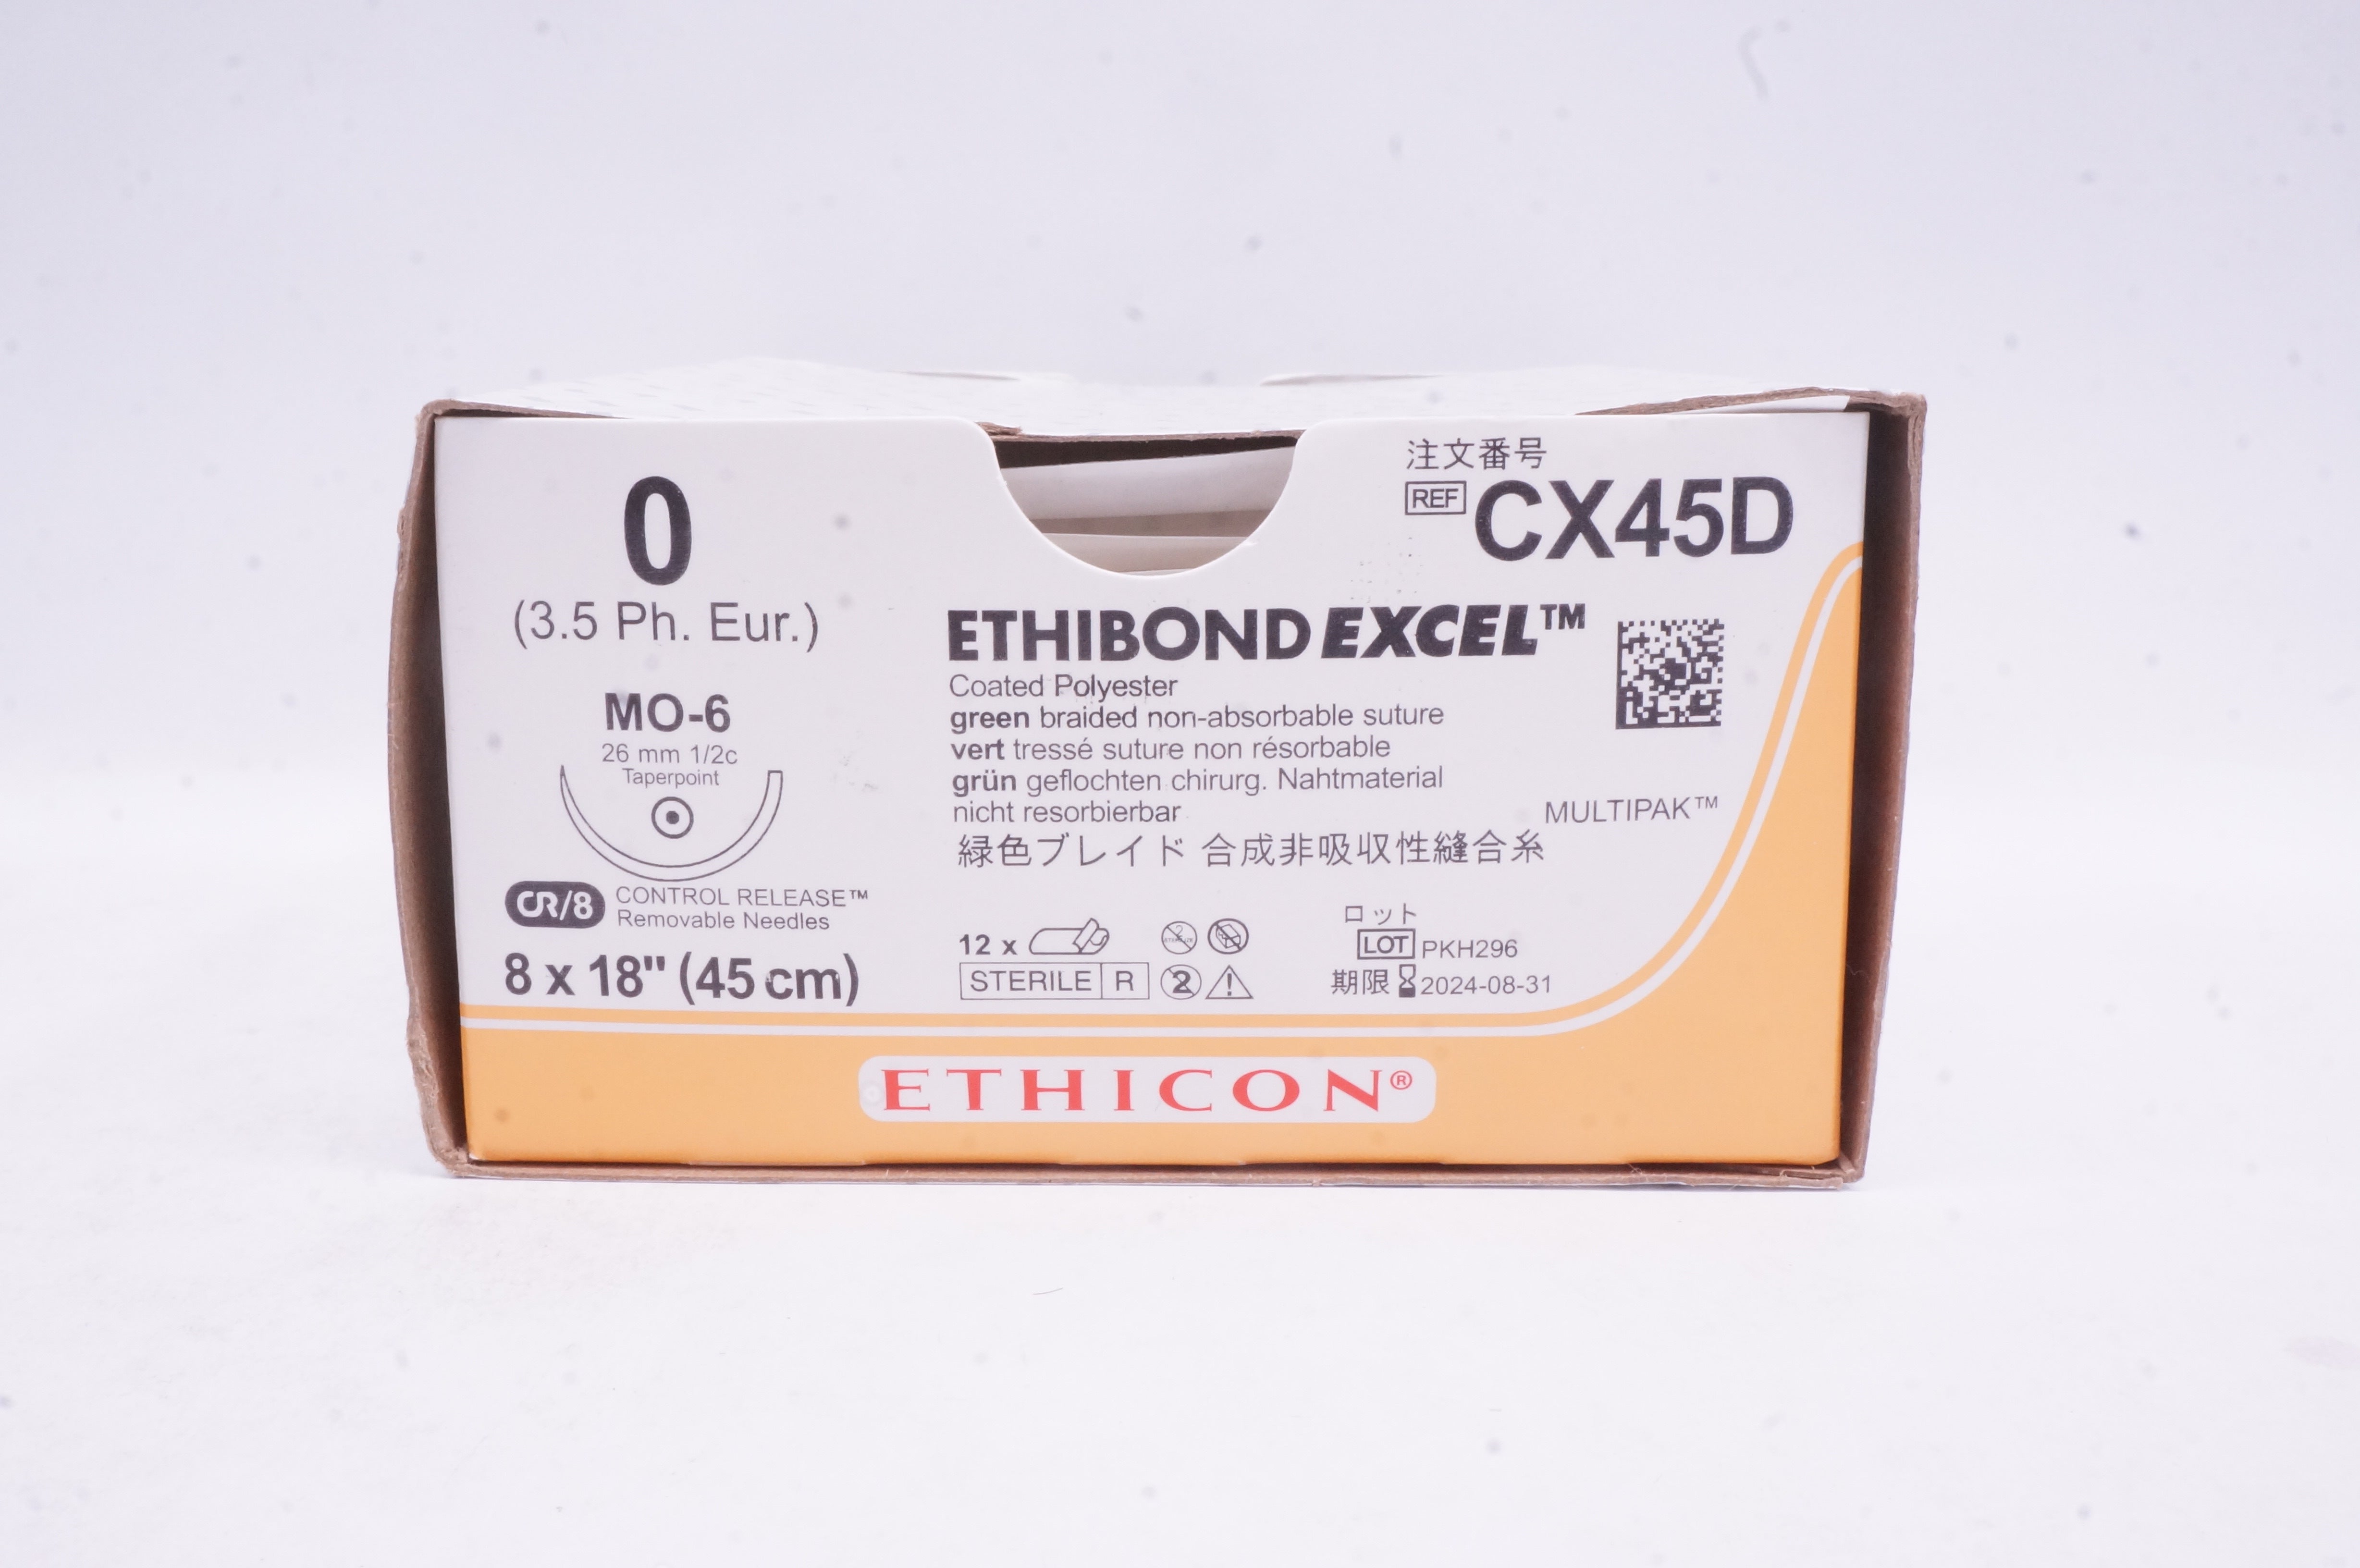 0
(3.5 Ph. Eur.)
MO-6
26 mm 1/2c
Taperpoint
CR/8 CONTROL RELEASE™
Removable Needles
8 x 18" (45 cm)
注文番号
REF CX45D
ETHIBOND EXCEL™
Coated Polyester
green braided non-absorbable suture
vert tressé suture non résorbable
grün geflochten chirurg. Nahtmaterial
nicht resorbierbar
MULTIPAK™
緑色ブレイド 合成非吸収性縫合糸
12 x
STERILE R
2
ロット
LOT PKH296
期限 2024-08-31
ETHICON®